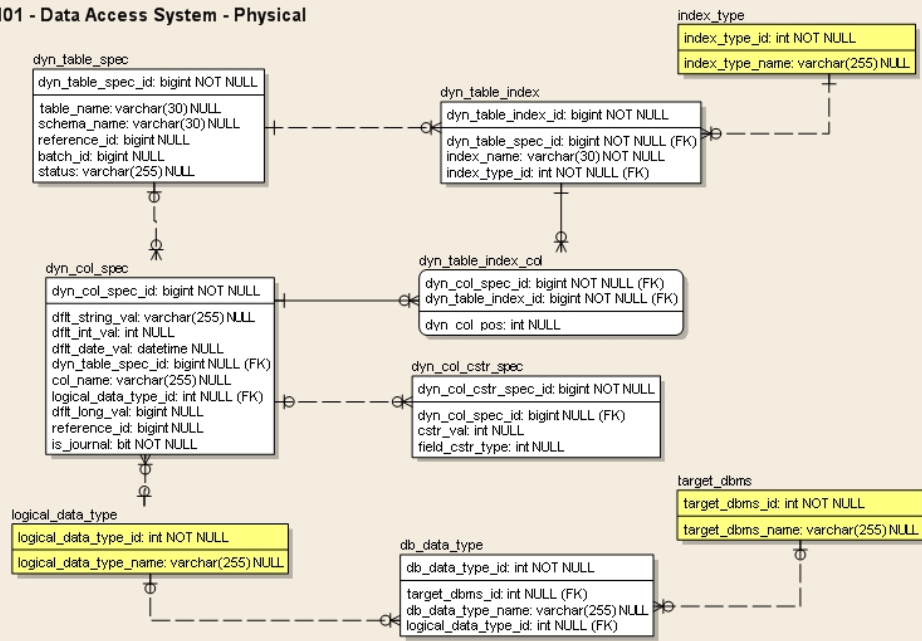 I01 - Data Access System - Physical
index_type
index_type_id: int NOT NULL
index_type_name: varchar(255) NULL
dyn_table_spec
dyn_table_spec_id: bigint NOT NULL
table_name: varchar(30) NULL
schema_name: varchar(30) NULL
reference_id: bigint NULL
batch_id: bigint NULL
status: varchar(255) NULL
dyn_table_index
dyn_table_index_id: bigint NOT NULL
dyn_table_spec_id: bigint NOT NULL (FK)
index_name: varchar(30) NOT NULL
index_type_id: int NOT NULL (FK)
dyn_col_spec
dyn_col_spec_id: bigint NOT NULL
dflt_string_val: varchar(255) NULL
dflt_int_val: int NULL
dflt_date_val: datetime NULL
dyn_table_spec_id: bigint NULL (FK)
col_name: varchar(255) NULL
logical_data_type_id: int NULL (FK)
dflt_long_val: bigint NULL
reference_id: bigint NULL
is_journal: bit NOT NULL
dyn_table_index_col
dyn_col_spec_id: bigint NOT NULL (FK)
dyn_table_index_id: bigint NOT NULL (FK)
dyn_col_pos: int NULL
dyn_col_cstr_spec
dyn_col_cstr_spec_id: bigint NOT NULL
dyn_col_spec_id: bigint NULL (FK)
cstr_val: int NULL
field_cstr_type: int NULL
logical_data_type
logical_data_type_id: int NOT NULL
logical_data_type_name: varchar(255) NULL
db_data_type
db_data_type_id: int NOT NULL
target_dbms_id: int NULL (FK)
db_data_type_name: varchar(255) NULL
logical_data_type_id: int NULL (FK)
target_dbms
target_dbms_id: int NOT NULL
target_dbms_name: varchar(255) NULL